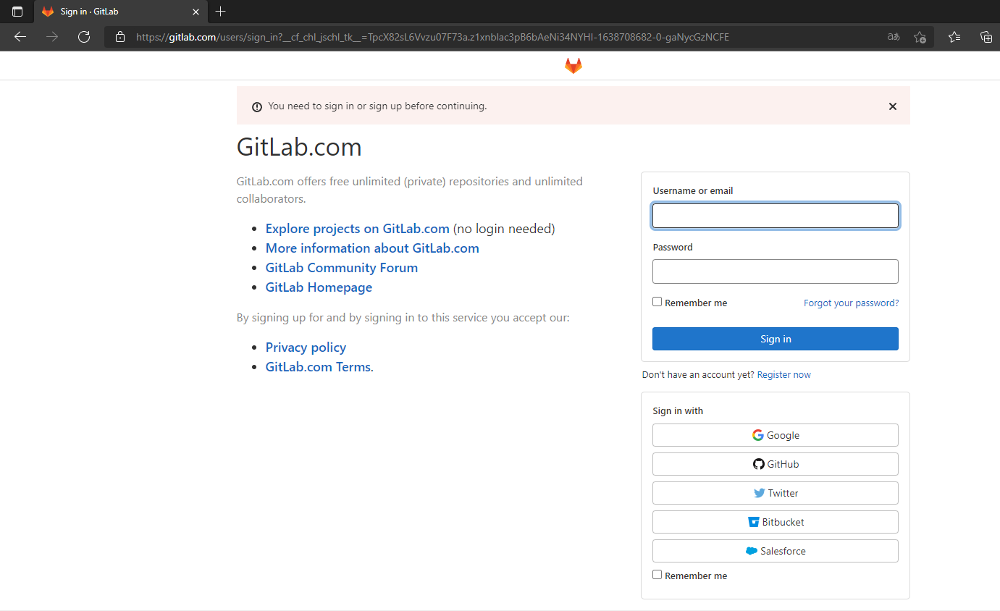 Sign in · GitLab
https://gitlab.com/users/sign_in?__cf_chl_jschl_tk__=TpcX82sL6Vvzu07F73a.z1xnblac3pB6bAeNi34NYHI-1638708682-0-gaNycGzNCFE
You need to sign in or sign up before continuing.
GitLab.com
GitLab.com offers free unlimited (private) repositories and unlimited
collaborators.
Explore projects on GitLab.com (no login needed)
More information about GitLab.com
GitLab Community Forum
GitLab Homepage
By signing up for and by signing in to this service you accept our:
Privacy policy
GitLab.com Terms.
Username or email
Password
Remember me
Forgot your password?
Sign in
Don't have an account yet? Register now
Sign in with
Google
GitHub
Twitter
Bitbucket
Salesforce
Remember me